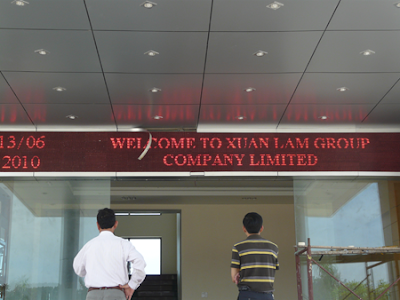 13/06
2010
WELCOME TO XUAN LAM GROUP
COMPANY LIMITED